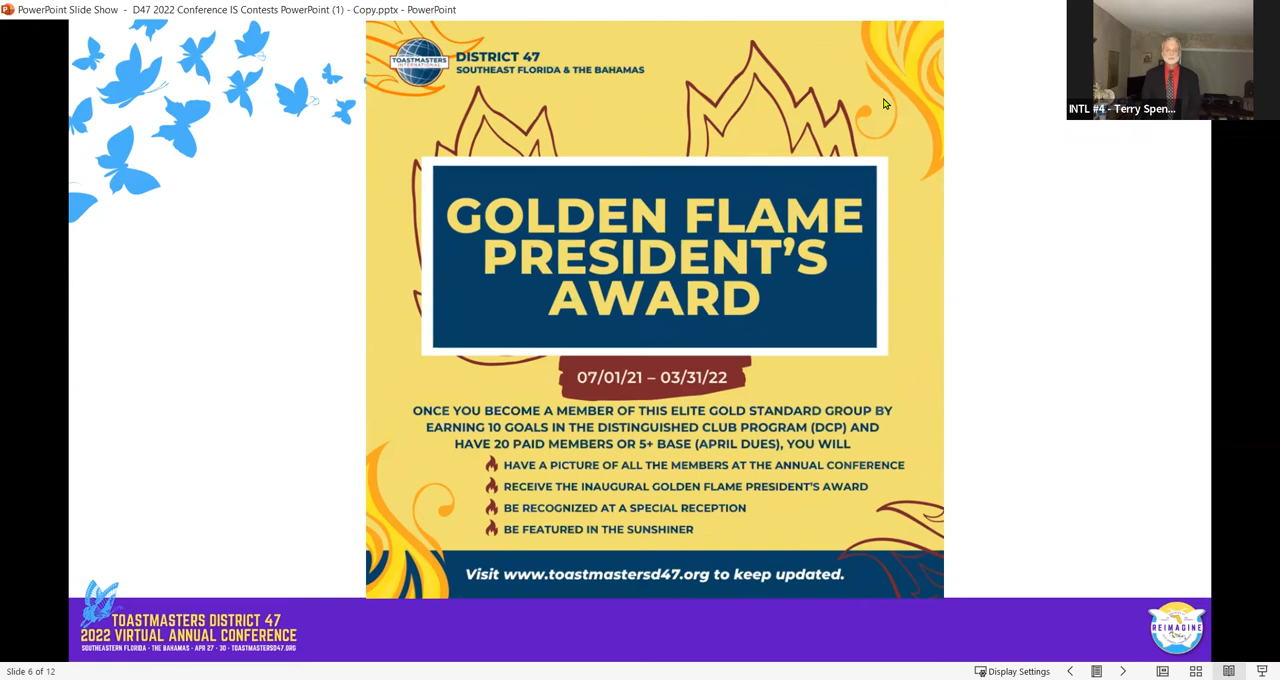 PowerPoint Slide Show - D47 2022 Conference IS Contests PowerPoint (1) - Copy.pptx - PowerPoint
INTL #4 - Terry Spen...
TOASTMASTERS
INTERNATIONAL
DISTRICT 47
SOUTHEAST FLORIDA & THE BAHAMAS
GOLDEN FLAME
PRESIDENT'S
AWARD
07/01/21 – 03/31/22
ONCE YOU BECOME A MEMBER OF THIS ELITE GOLD STANDARD GROUP BY
EARNING 10 GOALS IN THE DISTINGUISHED CLUB PROGRAM (DCP) AND
HAVE 20 PAID MEMBERS OR 5+ BASE (APRIL DUES), YOU WILL
HAVE A PICTURE OF ALL THE MEMBERS AT THE ANNUAL CONFERENCE
RECEIVE THE INAUGURAL GOLDEN FLAME PRESIDENT'S AWARD
BE RECOGNIZED AT A SPECIAL RECEPTION
BE FEATURED IN THE SUNSHINER
Visit www.toastmastersd47.org to keep updated.
TOASTMASTERS DISTRICT 47
2022 VIRTUAL ANNUAL CONFERENCE
SOUTHEASTERN FLORIDA • THE BAHAMAS • APR 27 - 30 • TOASTMASTERSD47.ORG
REIMAGINE
Slide 6 of 12
Display Settings